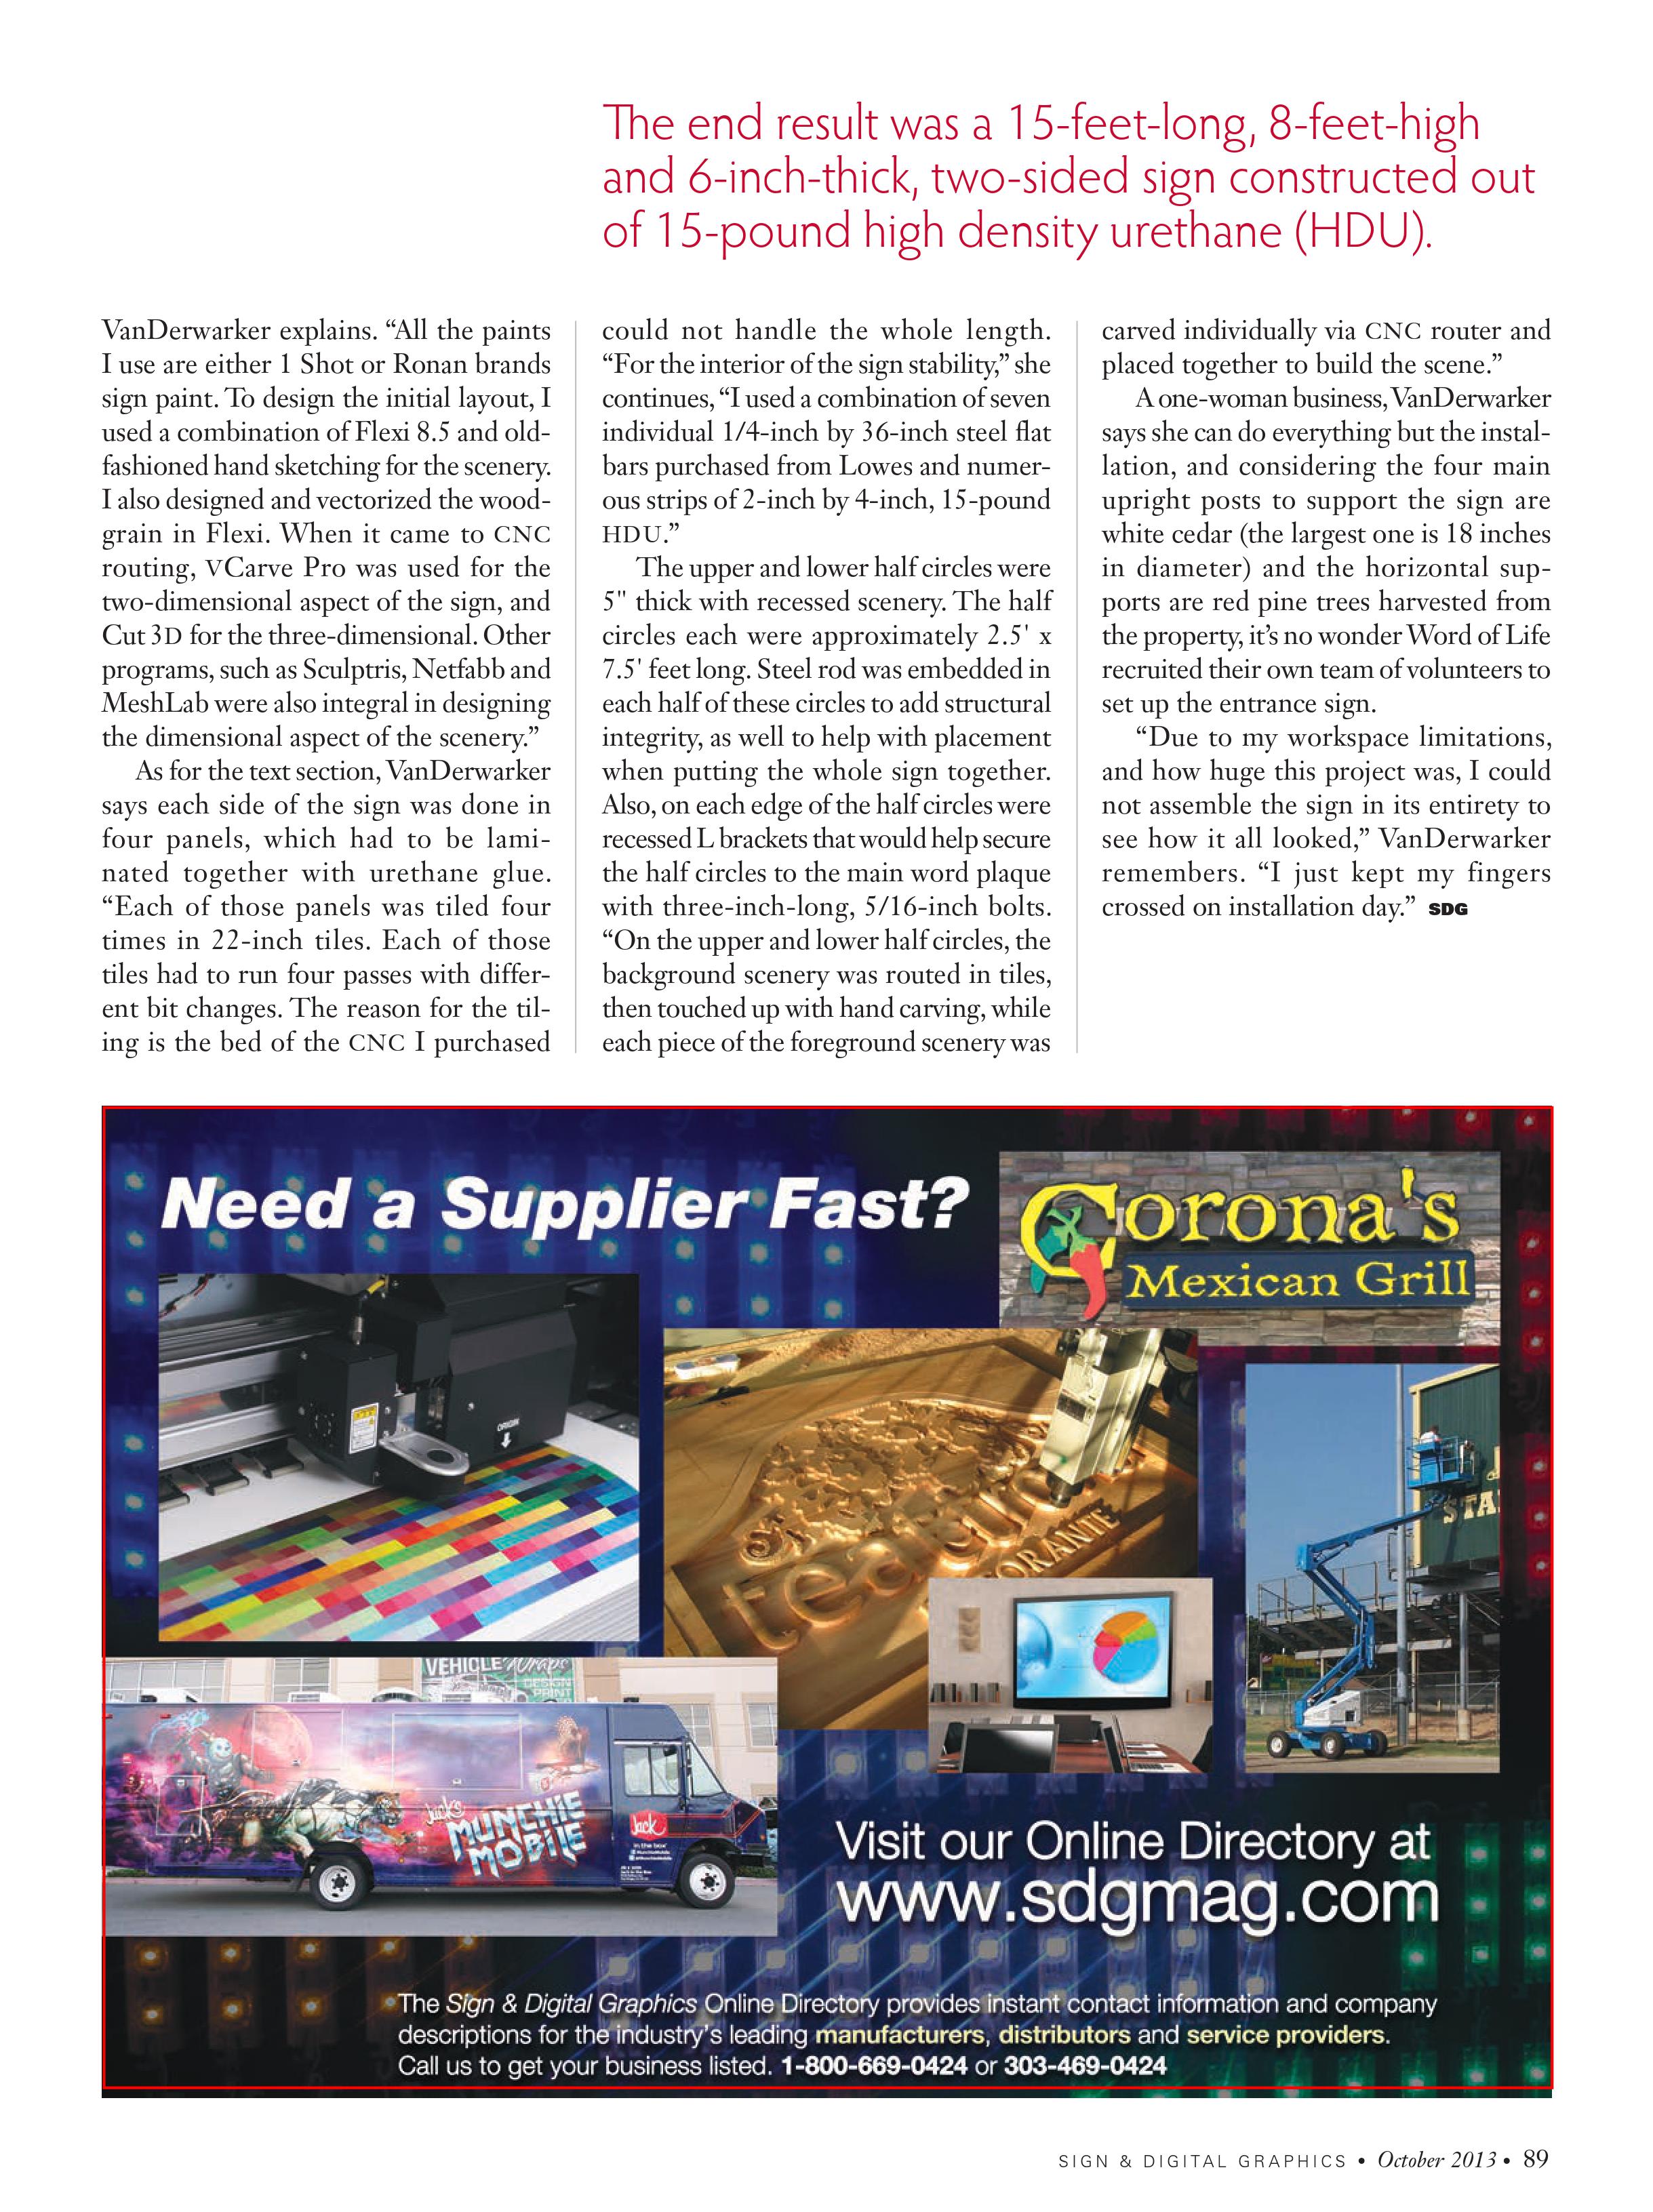 The end result was a 15-feet-long, 8-feet-high
and 6-inch-thick, two-sided sign constructed out
of 15-pound high density urethane (HDU).
VanDerwarker explains. “All the paints
I use are either 1 Shot or Ronan brands
sign paint. To design the initial layout, I
used a combination of Flexi 8.5 and old-
fashioned hand sketching for the scenery.
I also designed and vectorized the wood-
grain in Flexi. When it came to CNC
routing, VCarve Pro was used for the
two-dimensional aspect of the sign, and
Cut 3D for the three-dimensional. Other
programs, such as Sculptris, Netfabb and
MeshLab were also integral in designing
the dimensional aspect of the scenery.”
As for the text section, VanDerwarker
says each side of the sign was done in
four panels, which had to be lami-
nated together with urethane glue.
“Each of those panels was tiled four
times in 22-inch tiles. Each of those
tiles had to run four passes with differ-
ent bit changes. The reason for the til-
ing is the bed of the CNC I purchased
could not handle the whole length.
“For the interior of the sign stability,” she
continues, “I used a combination of seven
individual 1/4-inch by 36-inch steel flat
bars purchased from Lowes and numer-
ous strips of 2-inch by 4-inch, 15-pound
HDU.”
The upper and lower half circles were
5" thick with recessed scenery. The half
circles each were approximately 2.5' x
7.5' feet long. Steel rod was embedded in
each half of these circles to add structural
integrity, as well to help with placement
when putting the whole sign together.
Also, on each edge of the half circles were
recessed L brackets that would help secure
the half circles to the main word plaque
with three-inch-long, 5/16-inch bolts.
“On the upper and lower half circles, the
background scenery was routed in tiles,
then touched up with hand carving, while
each piece of the foreground scenery was
carved individually via CNC router and
placed together to build the scene.”
A one-woman business, VanDerwarker
says she can do everything but the instal-
lation, and considering the four main
upright posts to support the sign are
white cedar (the largest one is 18 inches
in diameter) and the horizontal sup-
ports are red pine trees harvested from
the property, it’s no wonder Word of Life
recruited their own team of volunteers to
set up the entrance sign.
“Due to my workspace limitations,
and how huge this project was, I could
not assemble the sign in its entirety to
see how it all looked,” VanDerwarker
remembers. “I just kept my fingers
crossed on installation day.” SDG
Need a Supplier Fast?
Corona's
Mexican Grill
ORIGIN
STA
VEHICLE Wraps
DESIGN
PRINT
Jack's
MUNCHIE
MOBILE
Jack
in the box
Visit our Online Directory at
www.sdgmag.com
The Sign & Digital Graphics Online Directory provides instant contact information and company
descriptions for the industry’s leading manufacturers, distributors and service providers.
Call us to get your business listed. 1-800-669-0424 or 303-469-0424
SIGN & DIGITAL GRAPHICS • October 2013 • 89